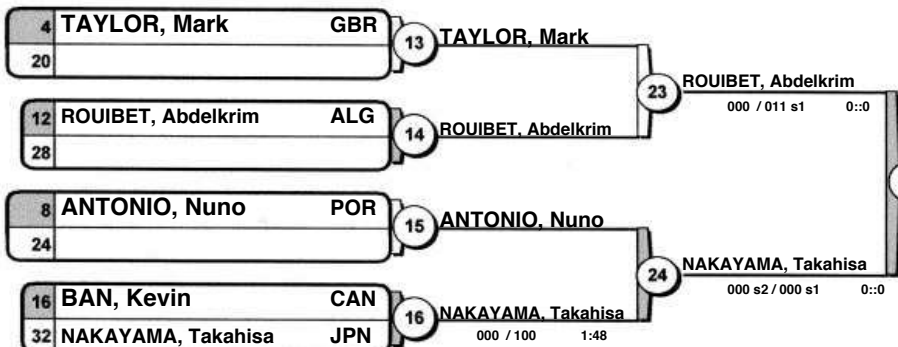 4 TAYLOR, Mark GBR
20
13 TAYLOR, Mark
23 ROUIBET, Abdelkrim
000 / 011 s1 0::0
12 ROUIBET, Abdelkrim ALG
28
14 ROUIBET, Abdelkrim
8 ANTONIO, Nuno POR
24
15 ANTONIO, Nuno
24 NAKAYAMA, Takahisa
000 s2 / 000 s1 0::0
16 BAN, Kevin CAN
32 NAKAYAMA, Takahisa JPN
16 NAKAYAMA, Takahisa
000 / 100 1:48